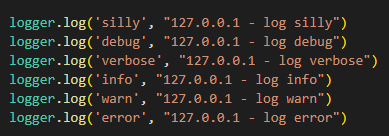 logger.log('silly', "127.0.0.1 - log silly")
logger.log('debug', "127.0.0.1 - log debug")
logger.log('verbose', "127.0.0.1 - log verbose")
logger.log('info', "127.0.0.1 - log info")
logger.log('warn', "127.0.0.1 - log warn")
logger.log('error', "127.0.0.1 - log error")